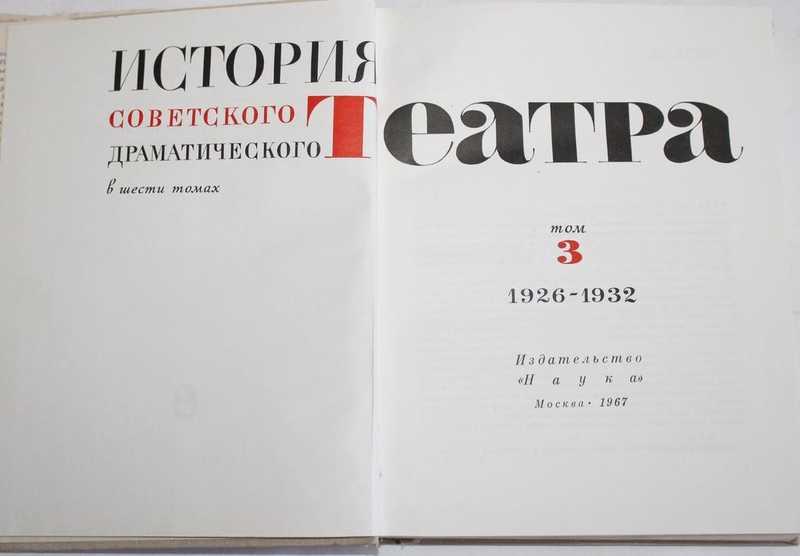 ИСТОРИЯ
СОВЕТСКОГО
ДРАМАТИЧЕСКОГО ТЕАТРА
в шести томах
том
3
1926-1932
Издательство
«Наука»
Москва · 1967